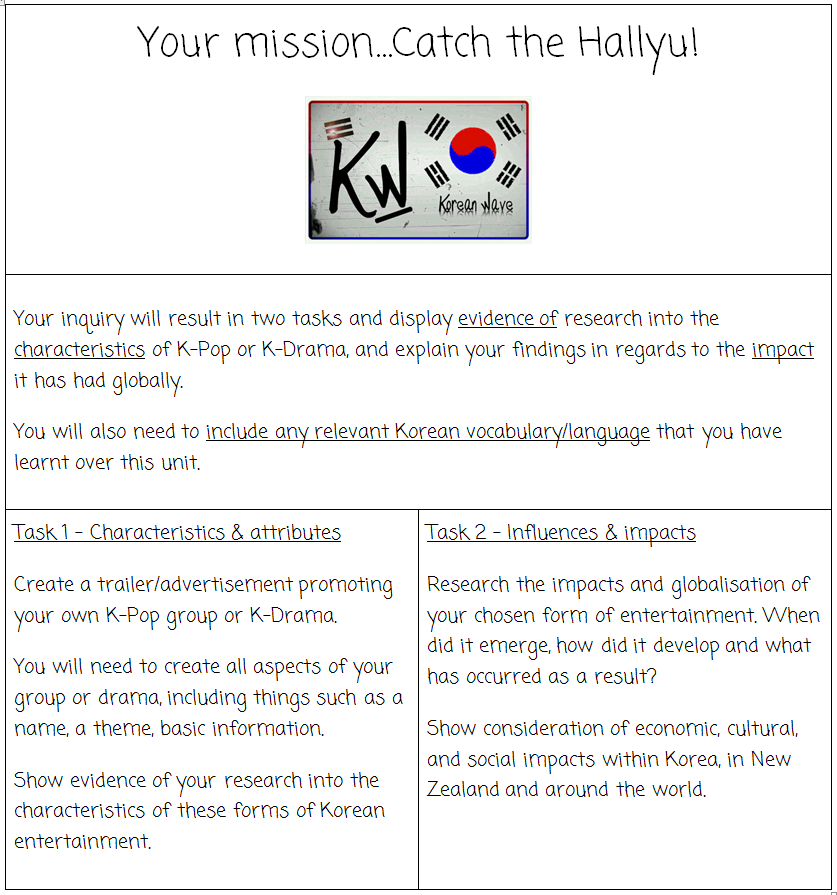 Your mission...Catch the Hallyu!
KW
Korean Wave
Your inquiry will result in two tasks and display evidence of research into the
characteristics of K-Pop or K-Drama, and explain your findings in regards to the impact
it has had globally.
You will also need to include any relevant Korean vocabulary/language that you have
learnt over this unit.
Task 1 - Characteristics & attributes
Create a trailer/advertisement promoting
your own K-Pop group or K-Drama.
You will need to create all aspects of your
group or drama, including things such as a
name, a theme, basic information.
Show evidence of your research into the
characteristics of these forms of Korean
entertainment.
Task 2 - Influences & impacts
Research the impacts and globalisation of
your chosen form of entertainment. When
did it emerge, how did it develop and what
has occurred as a result?
Show consideration of economic, cultural,
and social impacts within Korea, in New
Zealand and around the world.